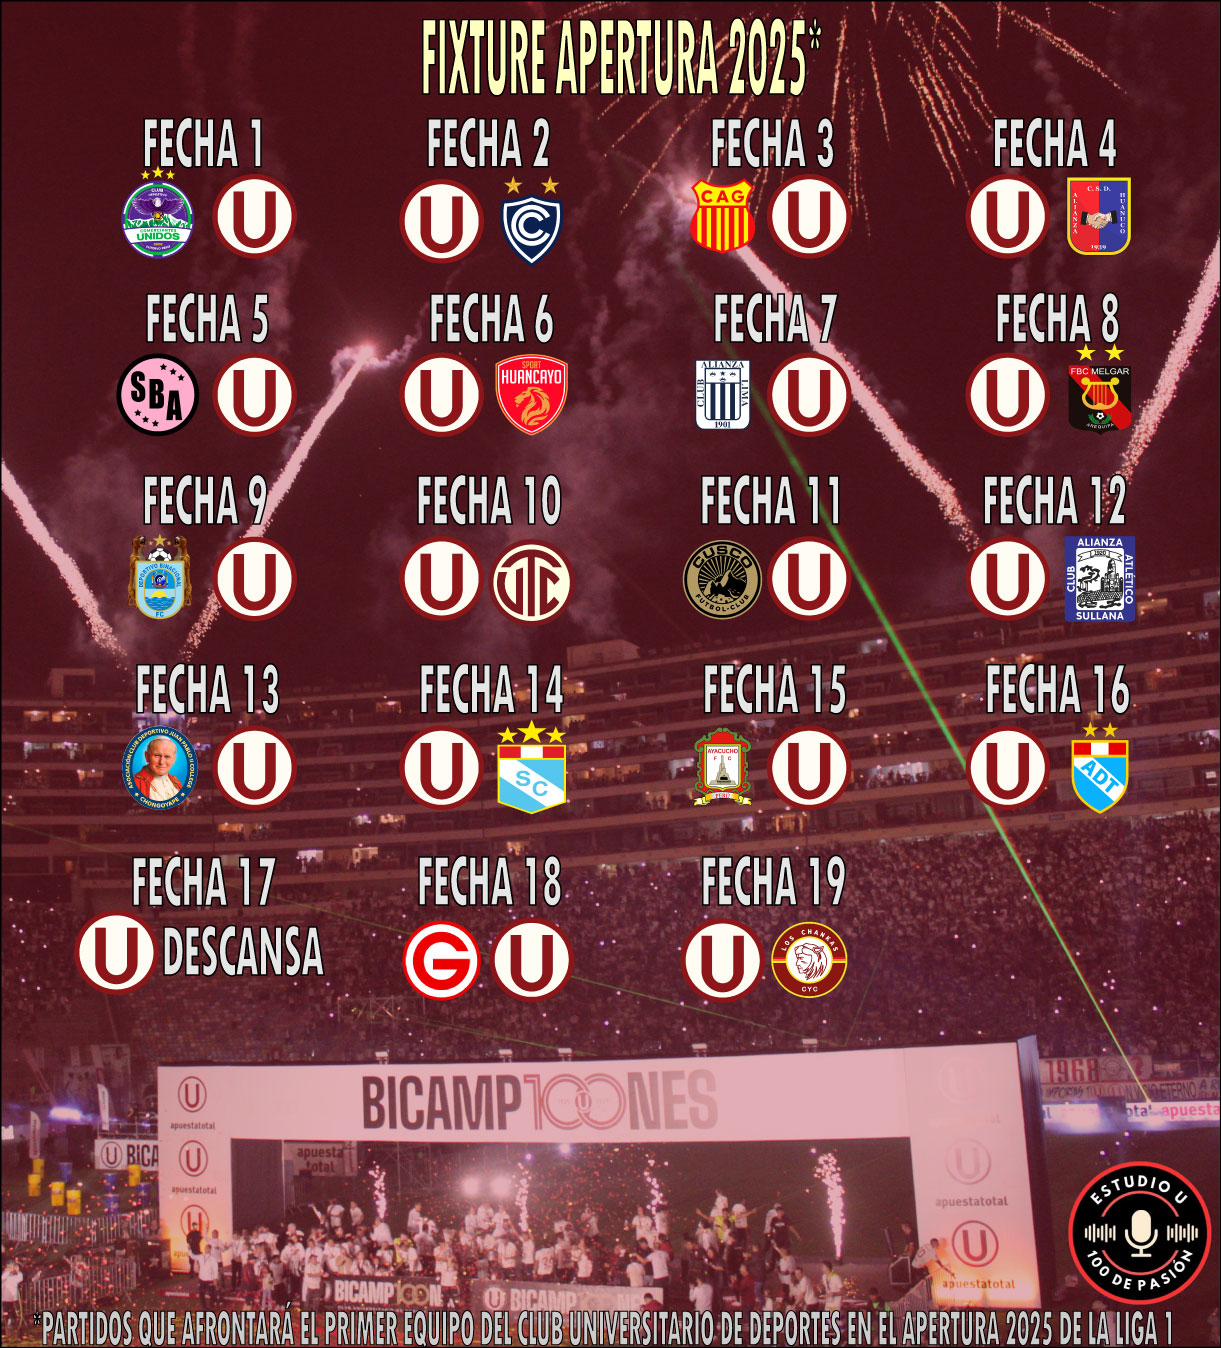 FIXTURE APERTURA 2025*
FECHA 1
FECHA 2
FECHA 3
FECHA 4
CLUB
COMERCIANTES
UNIDOS
U
U
C
CAG
U
U
C. S. D.
ALIANZA
HUANUCO
1939
FECHA 5
FECHA 6
FECHA 7
FECHA 8
SBA
U
U
SPORT
HUANCAYO
CLUB
ALIANZA
LIMA
1901
U
U
FBC MELGAR
AREQUIPA
FECHA 9
FECHA 10
FECHA 11
FECHA 12
DEPORTIVO BINACIONAL
FC
U
U
UTC
CUSCO
FUTBOL-CLUB
U
U
CLUB
ALIANZA
ATLÉTICO
SULLANA
1920
FECHA 13
FECHA 14
FECHA 15
FECHA 16
ASOCIACIÓN CLUB DEPORTIVO JUAN PABLO II COLLEGE
CHONGOYAPE
U
U
SC
AYACUCHO
F C
U
U
ADT
FECHA 17
FECHA 18
FECHA 19
U DESCANSA
G
U
U
LOS CHANKAS
CYC
BICAMP100NES
U
apuestatotal
1968
U BICA
apuesta
total
U
apuestatotal
U
apuestatotal
U
U
apuestatotal
BICAMP100NES
ESTUDIO U
100 DE PASIÓN
*PARTIDOS QUE AFRONTARÁ EL PRIMER EQUIPO DEL CLUB UNIVERSITARIO DE DEPORTES EN EL APERTURA 2025 DE LA LIGA 1